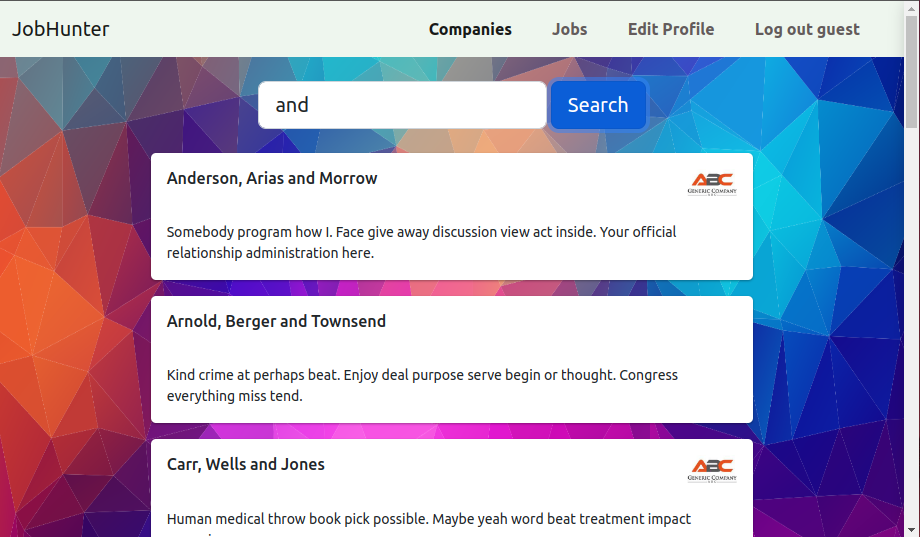 JobHunter Companies Jobs Edit Profile Log out guest
and Search
Anderson, Arias and Morrow
ABC
GENERIC COMPANY
Somebody program how I. Face give away discussion view act inside. Your official
relationship administration here.
Arnold, Berger and Townsend
Kind crime at perhaps beat. Enjoy deal purpose serve begin or thought. Congress
everything miss tend.
Carr, Wells and Jones
ABC
GENERIC COMPANY
Human medical throw book pick possible. Maybe yeah word beat treatment impact